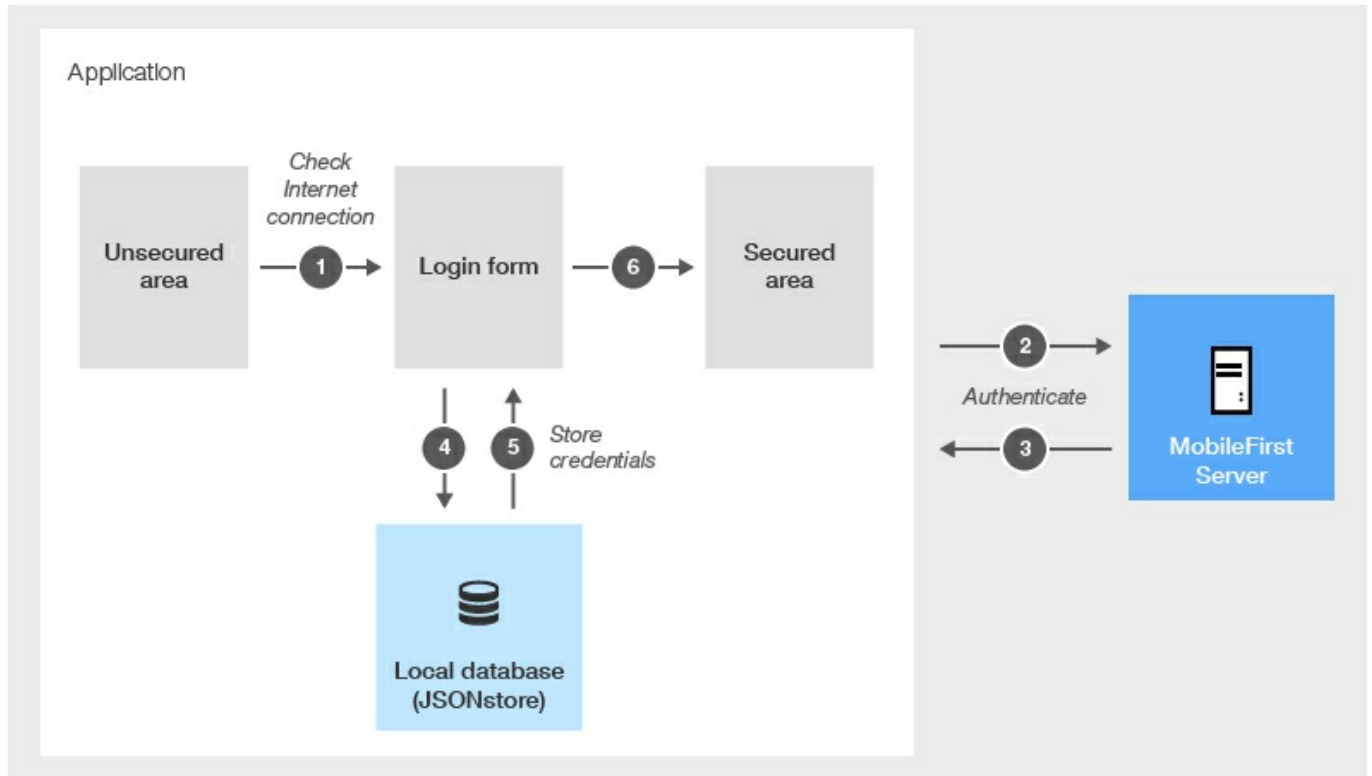 Application
Check
Internet
connection
Unsecured
area
1
Login form
6
Secured
area
2
Authenticate
3
MobileFirst
Server
4
5
Store
credentials
Local database
(JSONstore)